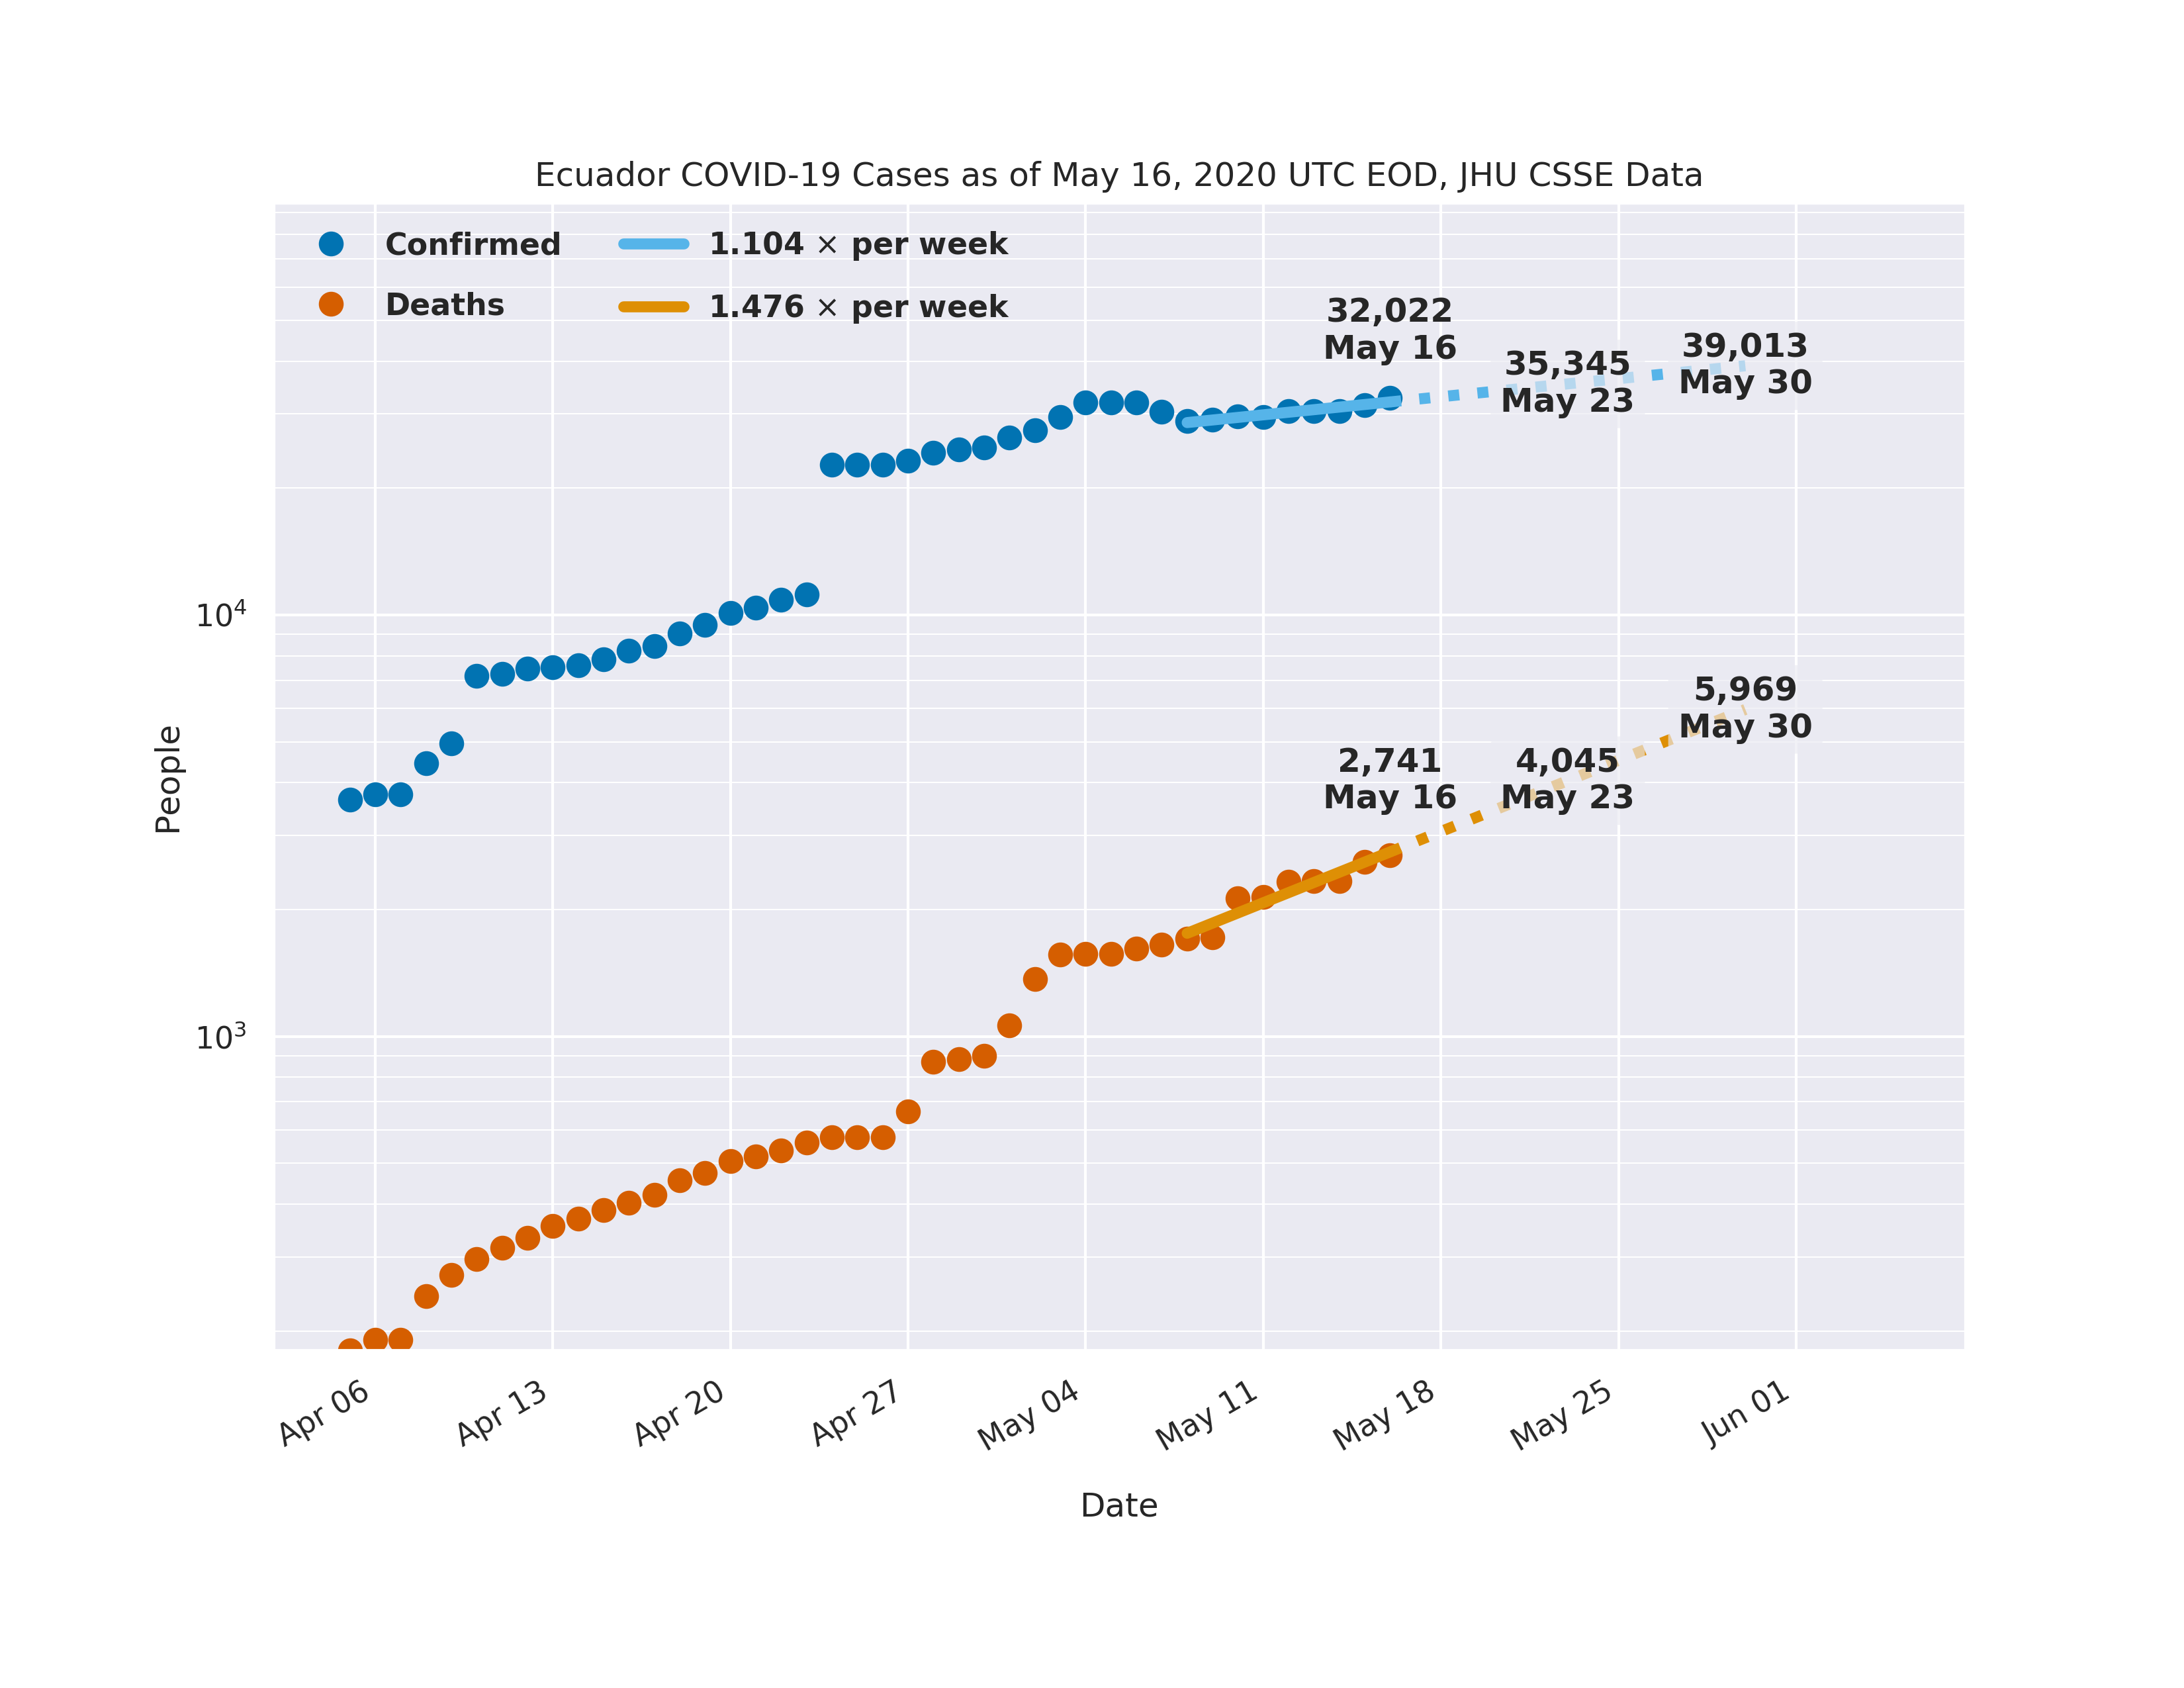 Ecuador COVID-19 Cases as of May 16, 2020 UTC EOD, JHU CSSE Data
Confirmed
Deaths
1.104 × per week
1.476 × per week
32,022
May 16
35,345
May 23
39,013
May 30
2,741
May 16
4,045
May 23
5,969
May 30
People
10⁴
10³
Apr 06
Apr 13
Apr 20
Apr 27
May 04
May 11
May 18
May 25
Jun 01
Date